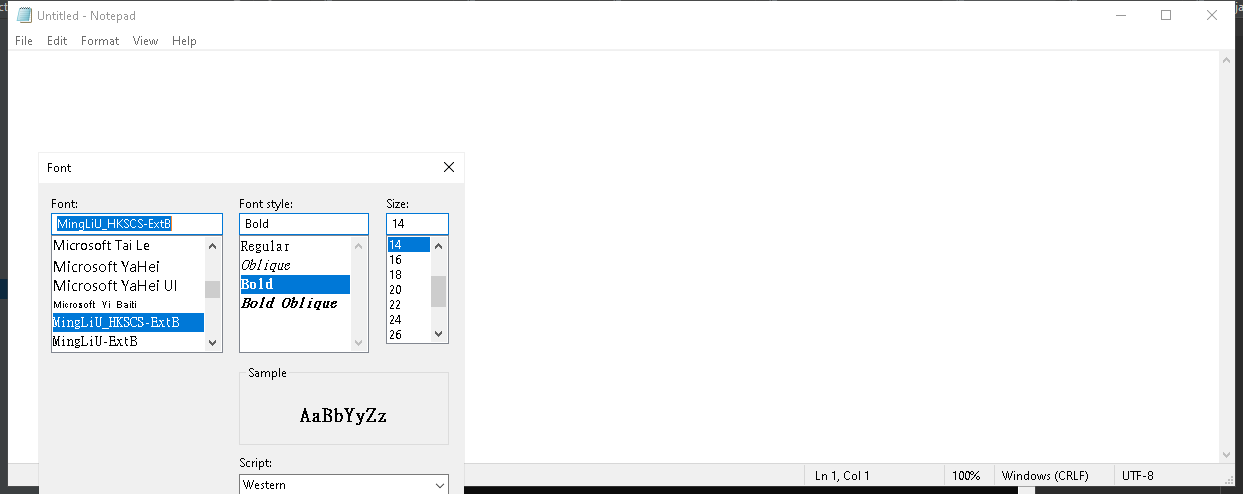 Untitled - Notepad
File Edit Format View Help
Font
Font: Font style: Size:
MingLiU_HKSCS-ExtB Bold 14
Microsoft Tai Le
Microsoft YaHei
Microsoft YaHei UI
Microsoft Yi Baiti
MingLiU_HKSCS-ExtB
MingLiU-ExtB
Regular
Oblique
Bold
Bold Oblique
14
16
18
20
22
24
26
Sample
AaBbYyZz
Script:
Western
Ln 1, Col 1 100% Windows (CRLF) UTF-8